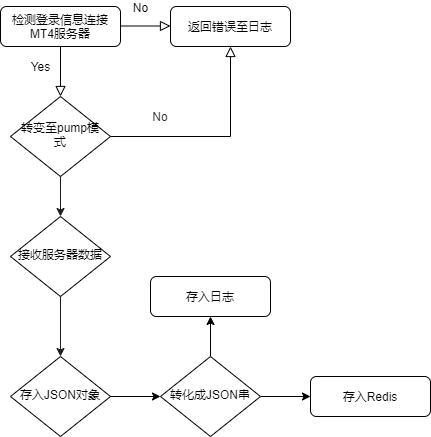 检测登录信息连接
MT4服务器
No
返回错误至日志
Yes
转变至pump模
式
No
接收服务器数据
存入日志
存入JSON对象
转化成JSON串
存入Redis